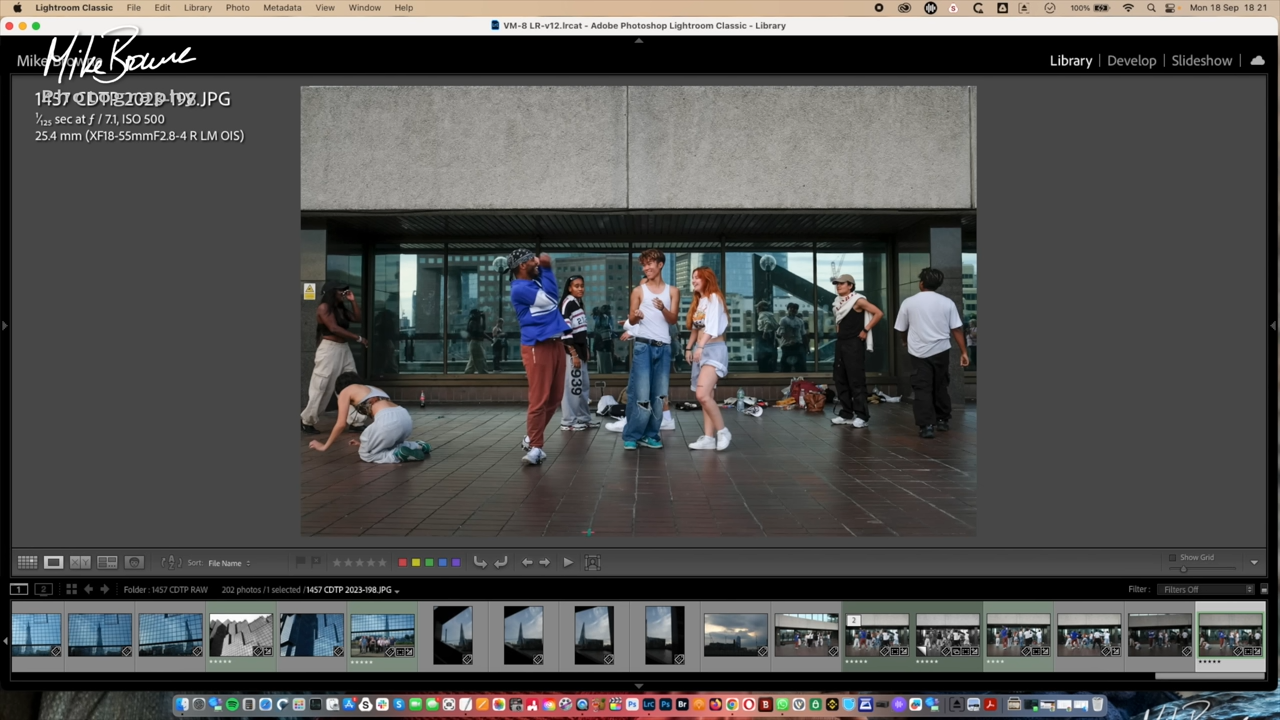 Lightroom Classic File Edit Library Photo Metadata View Window Help 100% Mon 18 Sep 18 21
VM-8 LR-v12.lrcat - Adobe Photoshop Lightroom Classic - Library
Mike Browne
Library | Develop | Slideshow
Photography
1457 CDTP 2023-198.JPG
1/125 sec at ƒ / 7.1, ISO 500
25.4 mm (XF18-55mmF2.8-4 R LM OIS)
939
Sort: File Name
Show Grid
1 2 Folder : 1457 CDTP RAW 202 photos / 1 selected / 1457 CDTP 2023-198.JPG Filter : Filters Off
2